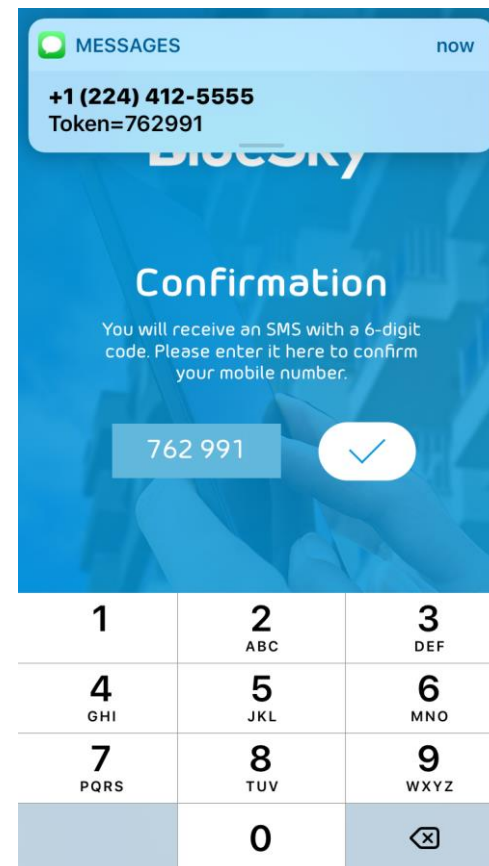 MESSAGES now
+1 (224) 412-5555
Token=762991
BlueSky
Confirmation
You will receive an SMS with a 6-digit
code. Please enter it here to confirm
your mobile number.
762 991
1 2 3
ABC DEF
4 5 6
GHI JKL MNO
7 8 9
PQRS TUV WXYZ
0